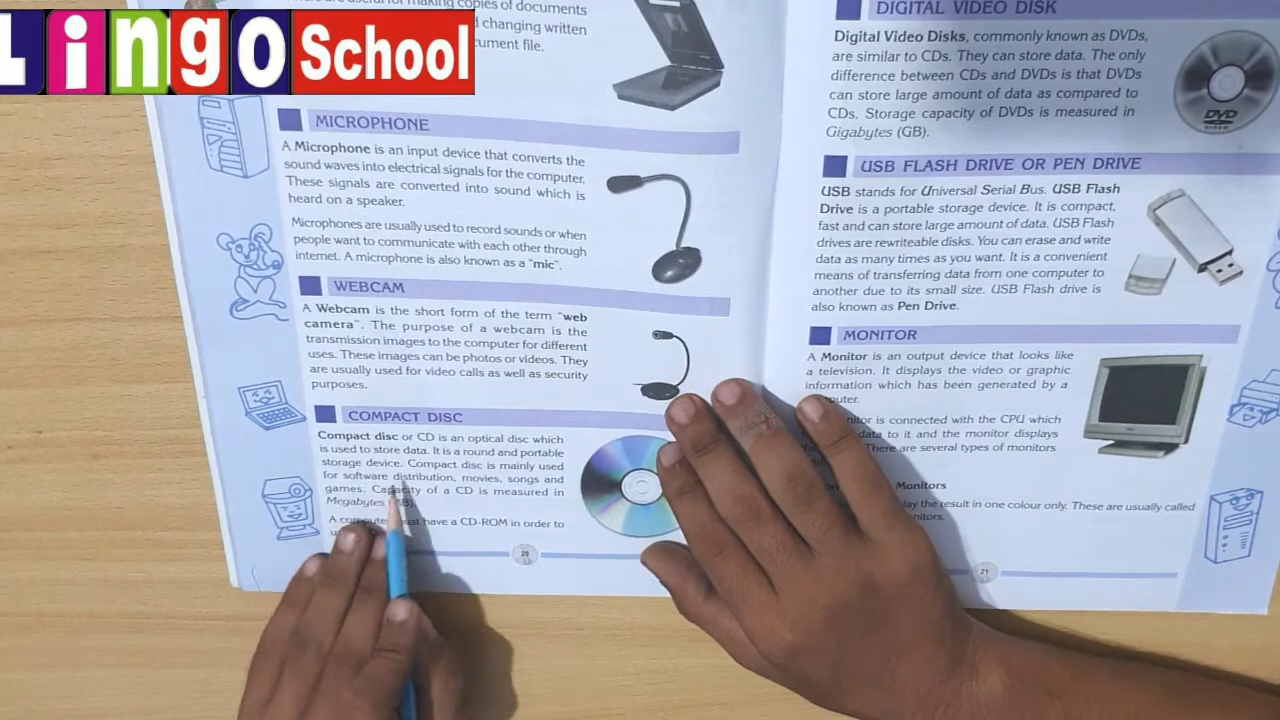 Lingo School
are useful for making copies of documents
changing written
ument file.
MICROPHONE
A Microphone is an input device that converts the
sound waves into electrical signals for the computer.
These signals are converted into sound which is
heard on a speaker.
Microphones are usually used to record sounds or when
people want to communicate with each other through
internet. A microphone is also known as a "mic".
WEBCAM
A Webcam is the short form of the term "web
camera". The purpose of a webcam is the
transmission images to the computer for different
uses. These images can be photos or videos. They
are usually used for video calls as well as security
purposes.
COMPACT DISC
Compact disc or CD is an optical disc which
is used to store data. It is a round and portable
storage device. Compact disc is mainly used
for software distribution, movies, songs and
games. Capacity of a CD is measured in
Megabytes (MB)
A computer must have a CD-ROM in order to
20
DIGITAL VIDEO DISK
Digital Video Disks, commonly known as DVDs,
are similar to CDs. They can store data. The only
difference between CDs and DVDs is that DVDs
can store large amount of data as compared to
CDs. Storage capacity of DVDs is measured in
Gigabytes (GB).
DVD
VIDEO
USB FLASH DRIVE OR PEN DRIVE
USB stands for Universal Serial Bus. USB Flash
Drive is a portable storage device. It is compact,
fast and can store large amount of data. USB Flash
drives are rewriteable disks. You can erase and write
data as many times as you want. It is a convenient
means of transferring data from one computer to
another due to its small size. USB Flash drive is
also known as Pen Drive.
MONITOR
A Monitor is an output device that looks like
a television. It displays the video or graphic
information which has been generated by a
puter.
nitor is connected with the CPU which
data to it and the monitor displays
There are several types of monitors
Monitors
lay the result in one colour only. These are usually called
nitors.
21